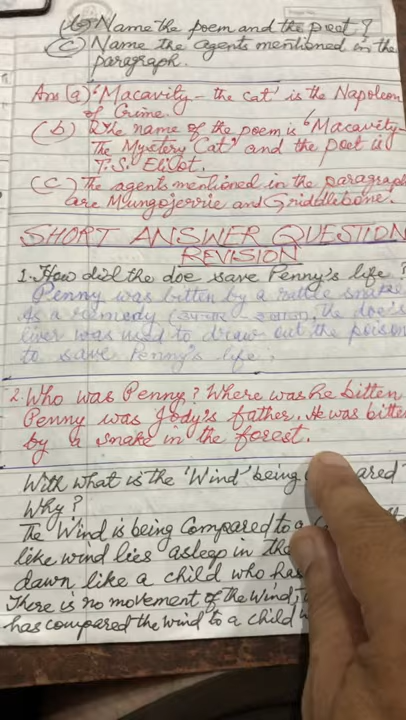 (b) Name the poem and the poet?
(c) Name the agents mentioned in the
paragraph.
Ans (a) 'Macavity - the cat' is the Napoleon
of Crime.
(b) The name of the poem is "Macavity-
The Mystery Cat" and the poet is
T.S. Eliot.
(c) The agents mentioned in the paragraph
are Mungojerrie and Griddlebone.
SHORT ANSWER QUESTION
REVISION
1. How did the doe save Penny's life?
Penny was bitten by a rattle snake
As a remedy (उपचार - the doe's
liver was used to draw out the poison
to save Penny's life.
2. Who was Penny? Where was he bitten
Penny was Jody's father. He was bitten
by a snake in the forest.
With what is the 'Wind' being
Why?
The Wind is being Compared to a
like wind lies asleep in the
dawn like a child who has
There is no movement of the Wind,
has compared the wind to a child